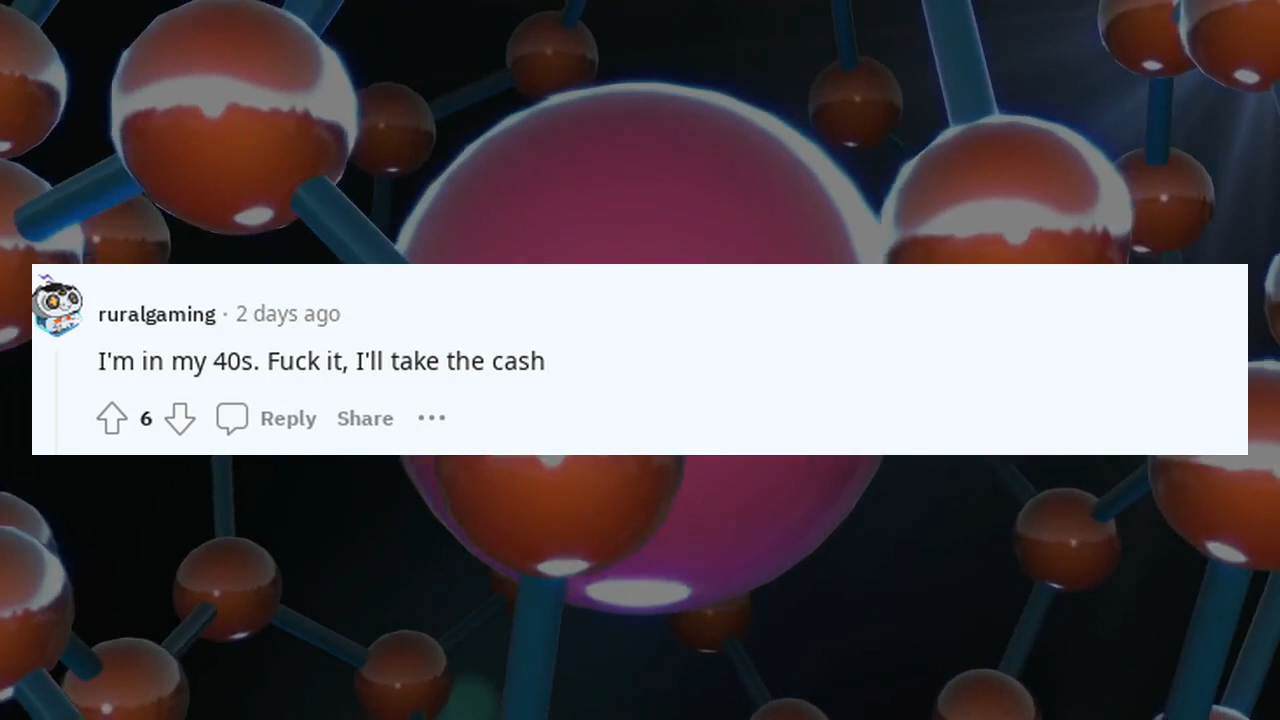 ruralgaming · 2 days ago
I'm in my 40s. Fuck it, I'll take the cash
6 Reply Share ···